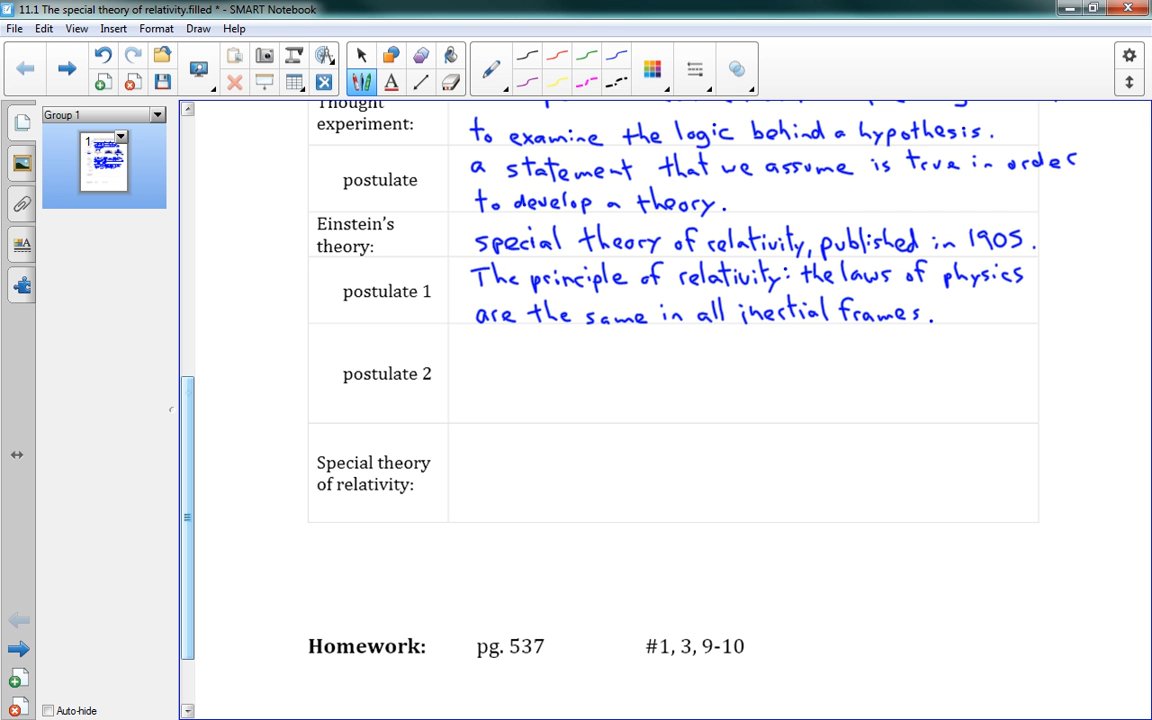 11.1 The special theory of relativity.filled * - SMART Notebook
File Edit View Insert Format Draw Help
Group 1
1
Thought
experiment:
to examine the logic behind a hypothesis.
postulate
a statement that we assume is true in order
to develop a theory.
Einstein's
theory:
special theory of relativity, published in 1905.
postulate 1
The principle of relativity: the laws of physics
are the same in all inertial frames.
postulate 2
Special theory
of relativity:
Homework: pg. 537 #1, 3, 9-10
Auto-hide